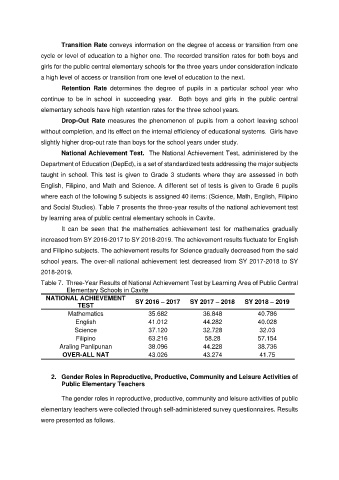 Transition Rate conveys information on the degree of access or transition from one
cycle or level of education to a higher one. The recorded transition rates for both boys and
girls for the public central elementary schools for the three years under consideration indicate
a high level of access or transition from one level of education to the next.
Retention Rate determines the degree of pupils in a particular school year who
continue to be in school in succeeding year. Both boys and girls in the public central
elementary schools have high retention rates for the three school years.
Drop-Out Rate measures the phenomenon of pupils from a cohort leaving school
without completion, and its effect on the internal efficiency of educational systems. Girls have
slightly higher drop-out rate than boys for the school years under study.
National Achievement Test. The National Achievement Test, administered by the
Department of Education (DepEd), is a set of standardized tests addressing the major subjects
taught in school. This test is given to Grade 3 students where they are assessed in both
English, Filipino, and Math and Science. A different set of tests is given to Grade 6 pupils
where each of the following 5 subjects is assigned 40 items: (Science, Math, English, Filipino
and Social Studies). Table 7 presents the three-year results of the national achievement test
by learning area of public central elementary schools in Cavite.
It can be seen that the mathematics achievement test for mathematics gradually
increased from SY 2016-2017 to SY 2018-2019. The achievement results fluctuate for English
and Filipino subjects. The achievement results for Science gradually decreased from the said
school years. The over-all national achievement test decreased from SY 2017-2018 to SY
2018-2019.
Table 7. Three-Year Results of National Achievement Test by Learning Area of Public Central
Elementary Schools in Cavite
NATIONAL ACHIEVEMENT TEST SY 2016 – 2017 SY 2017 – 2018 SY 2018 – 2019
Mathematics 35.682 36.848 40.786
English 41.012 44.282 40.028
Science 37.120 32.728 32.03
Filipino 63.216 58.28 57.154
Araling Panlipunan 38.096 44.228 38.736
OVER-ALL NAT 43.026 43.274 41.75
2. Gender Roles in Reproductive, Productive, Community and Leisure Activities of
Public Elementary Teachers
The gender roles in reproductive, productive, community and leisure activities of public
elementary teachers were collected through self-administered survey questionnaires. Results
were presented as follows.